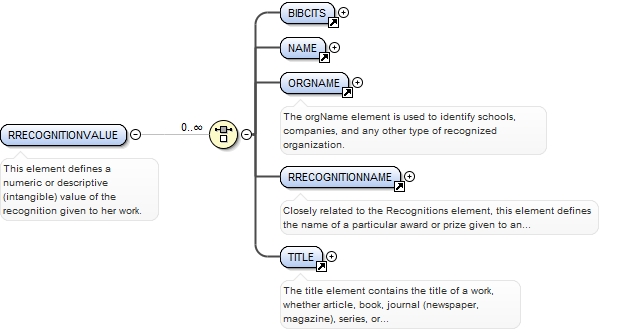 BIBCITS
NAME
ORGNAME
The orgName element is used to identify schools,
companies, and any other type of recognized
organization.
RRECOGNITIONVALUE
0..∞
This element defines a
numeric or descriptive
(intangible) value of the
recognition given to her work.
RRECOGNITIONNAME
Closely related to the Recognitions element, this element defines
the name of a particular award or prize given to an...
TITLE
The title element contains the title of a work,
whether article, book, journal (newspaper,
magazine), series, or...